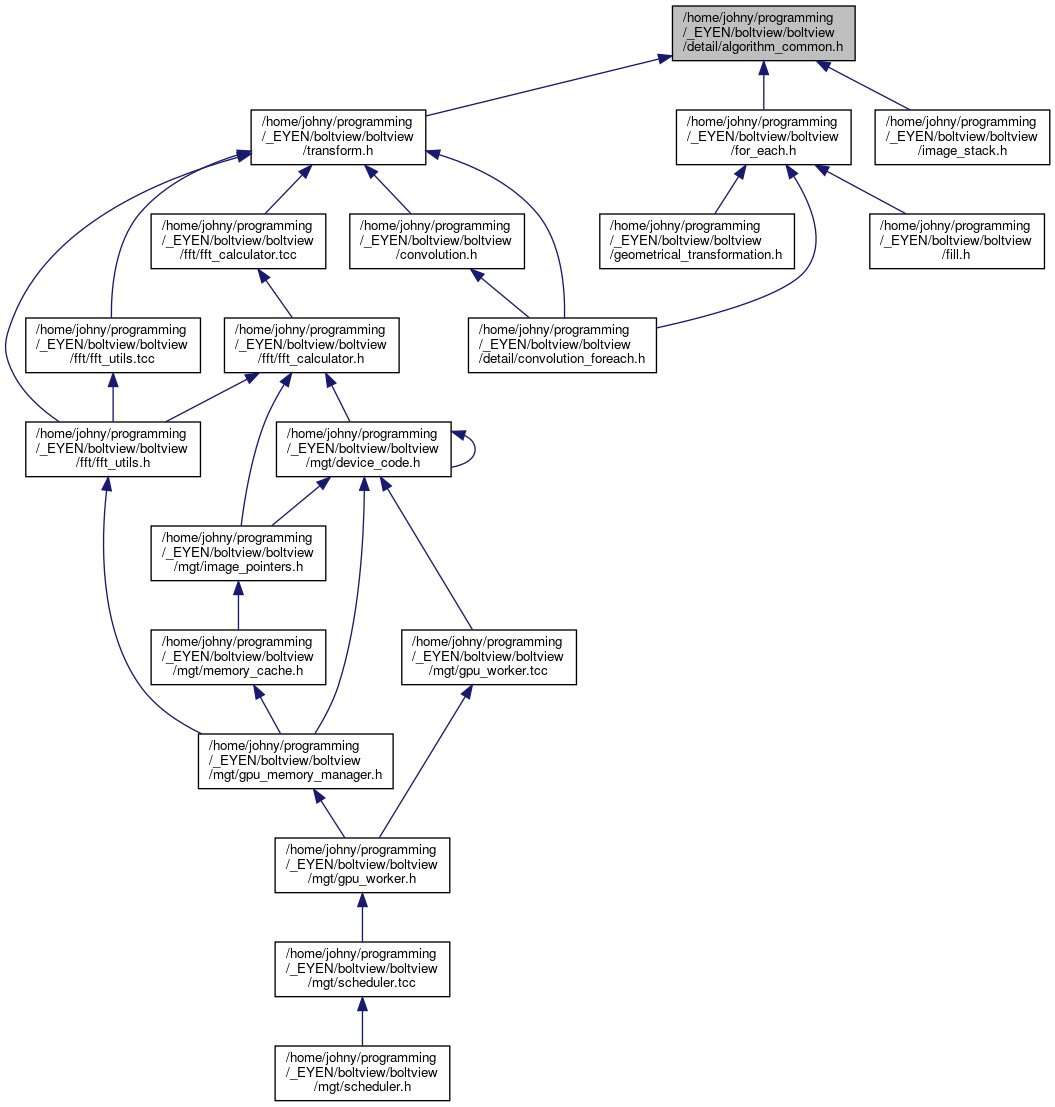 /home/johny/programming
/_EYEN/boltview/boltview
/detail/algorithm_common.h
/home/johny/programming
/_EYEN/boltview/boltview
/transform.h
/home/johny/programming
/_EYEN/boltview/boltview
/for_each.h
/home/johny/programming
/_EYEN/boltview/boltview
/image_stack.h
/home/johny/programming
/_EYEN/boltview/boltview
/fft/fft_calculator.tcc
/home/johny/programming
/_EYEN/boltview/boltview
/convolution.h
/home/johny/programming
/_EYEN/boltview/boltview
/geometrical_transformation.h
/home/johny/programming
/_EYEN/boltview/boltview
/fill.h
/home/johny/programming
/_EYEN/boltview/boltview
/fft/fft_utils.tcc
/home/johny/programming
/_EYEN/boltview/boltview
/fft/fft_calculator.h
/home/johny/programming
/_EYEN/boltview/boltview
/detail/convolution_foreach.h
/home/johny/programming
/_EYEN/boltview/boltview
/fft/fft_utils.h
/home/johny/programming
/_EYEN/boltview/boltview
/mgt/device_code.h
/home/johny/programming
/_EYEN/boltview/boltview
/mgt/image_pointers.h
/home/johny/programming
/_EYEN/boltview/boltview
/mgt/memory_cache.h
/home/johny/programming
/_EYEN/boltview/boltview
/mgt/gpu_worker.tcc
/home/johny/programming
/_EYEN/boltview/boltview
/mgt/gpu_memory_manager.h
/home/johny/programming
/_EYEN/boltview/boltview
/mgt/gpu_worker.h
/home/johny/programming
/_EYEN/boltview/boltview
/mgt/scheduler.tcc
/home/johny/programming
/_EYEN/boltview/boltview
/mgt/scheduler.h